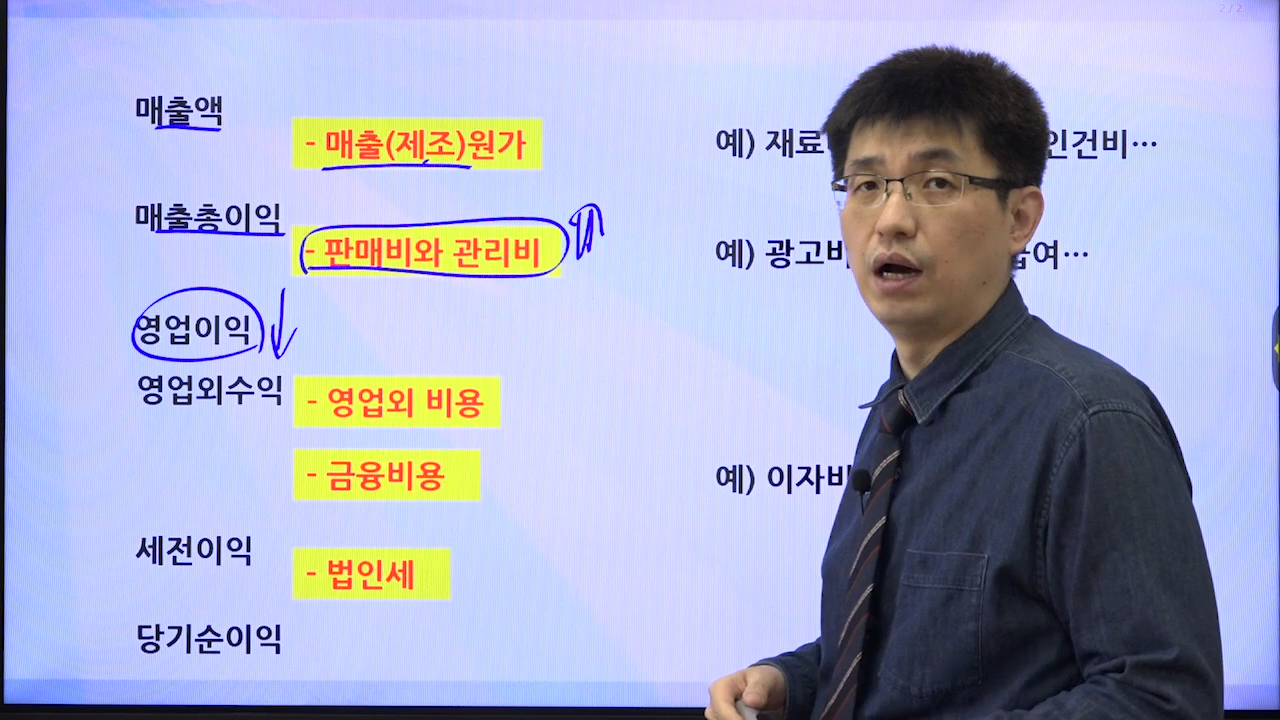 2/2
매출액
- 매출(제조)원가
예) 재료 인건비…
매출총이익
- 판매비와 관리비
예) 광고비 급여…
영업이익
영업외수익
- 영업외 비용
- 금융비용
예) 이자비
세전이익
- 법인세
당기순이익